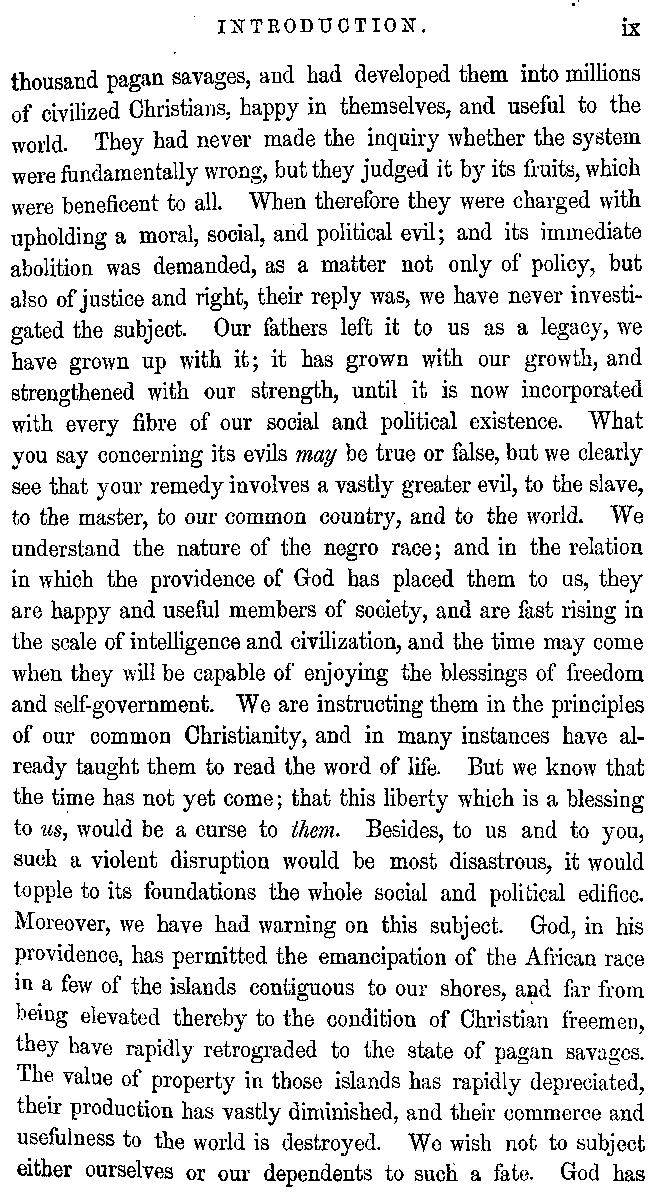 INTRODUCTION. ix
thousand pagan savages, and had developed them into millions
of civilized Christians, happy in themselves, and useful to the
world. They had never made the inquiry whether the system
were fundamentally wrong, but they judged it by its fruits, which
were beneficent to all. When therefore they were charged with
upholding a moral, social, and political evil; and its immediate
abolition was demanded, as a matter not only of policy, but
also of justice and right, their reply was, we have never investi-
gated the subject. Our fathers left it to us as a legacy, we
have grown up with it; it has grown with our growth, and
strengthened with our strength, until it is now incorporated
with every fibre of our social and political existence. What
you say concerning its evils may be true or false, but we clearly
see that your remedy involves a vastly greater evil, to the slave,
to the master, to our common country, and to the world. We
understand the nature of the negro race; and in the relation
in which the providence of God has placed them to us, they
are happy and useful members of society, and are fast rising in
the scale of intelligence and civilization, and the time may come
when they will be capable of enjoying the blessings of freedom
and self-government. We are instructing them in the principles
of our common Christianity, and in many instances have al-
ready taught them to read the word of life. But we know that
the time has not yet come; that this liberty which is a blessing
to us, would be a curse to them. Besides, to us and to you,
such a violent disruption would be most disastrous, it would
topple to its foundations the whole social and political edifice.
Moreover, we have had warning on this subject. God, in his
providence, has permitted the emancipation of the African race
in a few of the islands contiguous to our shores, and far from
being elevated thereby to the condition of Christian freemen,
they have rapidly retrograded to the state of pagan savages.
The value of property in those islands has rapidly depreciated,
their production has vastly diminished, and their commerce and
usefulness to the world is destroyed. We wish not to subject
either ourselves or our dependents to such a fate. God has